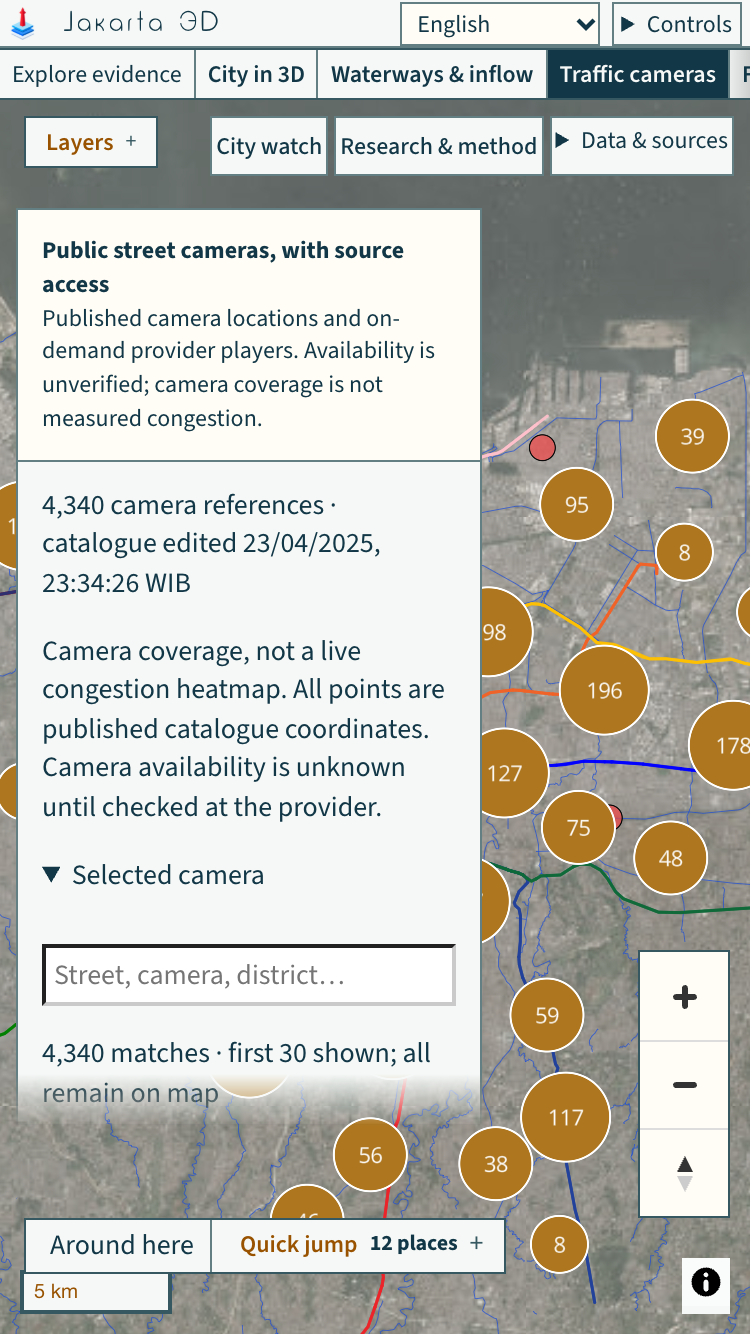 Jakarta 3D
English
Controls
Explore evidence
City in 3D
Waterways & inflow
Traffic cameras
Layers +
City watch
Research & method
Data & sources
Public street cameras, with source
access
Published camera locations and on-
demand provider players. Availability is
unverified; camera coverage is not
measured congestion.
4,340 camera references ·
catalogue edited 23/04/2025,
23:34:26 WIB
Camera coverage, not a live
congestion heatmap. All points are
published catalogue coordinates.
Camera availability is unknown
until checked at the provider.
Selected camera
Street, camera, district…
4,340 matches · first 30 shown; all
remain on map
39
95
8
98
196
178
127
75
48
59
117
56
38
8
Around here
Quick jump 12 places +
5 km